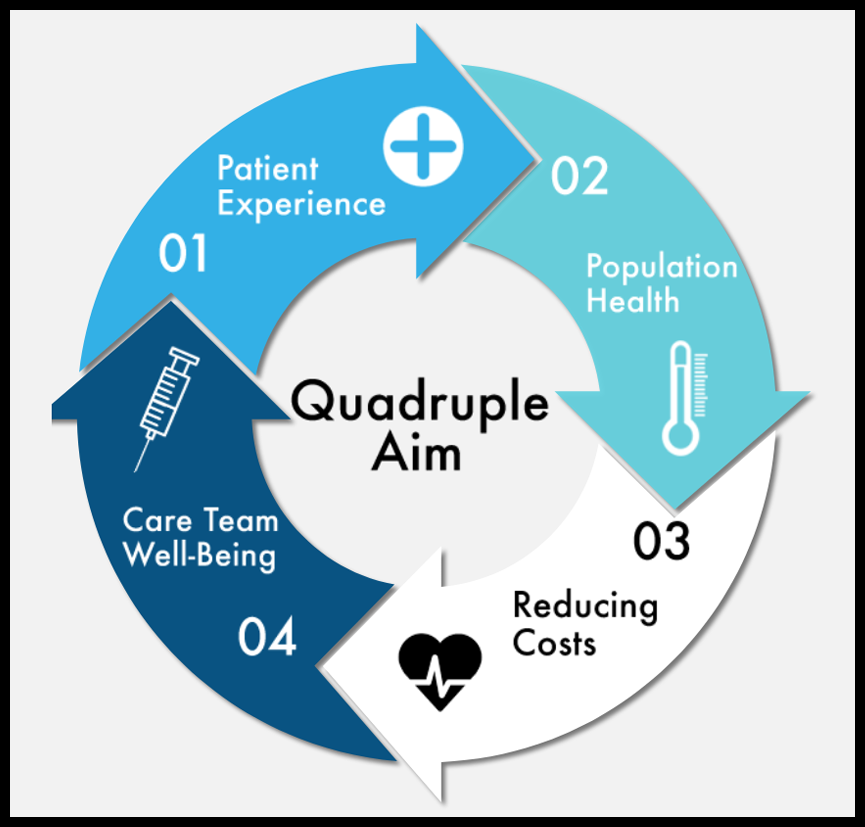 01
Patient
Experience
02
Population
Health
Quadruple
Aim
03
Reducing
Costs
04
Care Team
Well-Being